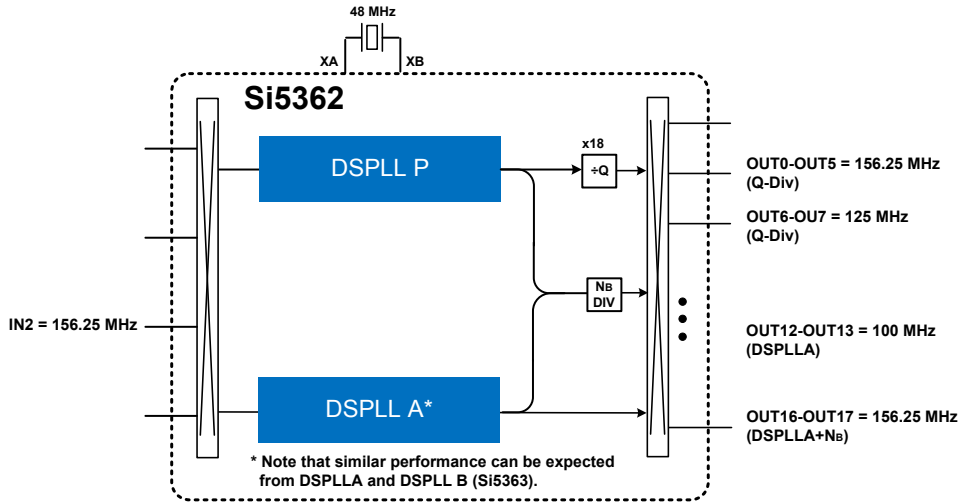 48 MHz
XA
XB
Si5362
DSPLL P
x18
÷Q
OUT0-OUT5 = 156.25 MHz
(Q-Div)
OUT6-OU7 = 125 MHz
(Q-Div)
NB
DIV
IN2 = 156.25 MHz
OUT12-OUT13 = 100 MHz
(DSPLLA)
DSPLL A*
OUT16-OUT17 = 156.25 MHz
(DSPLLA+NB)
* Note that similar performance can be expected
from DSPLLA and DSPLL B (Si5363).